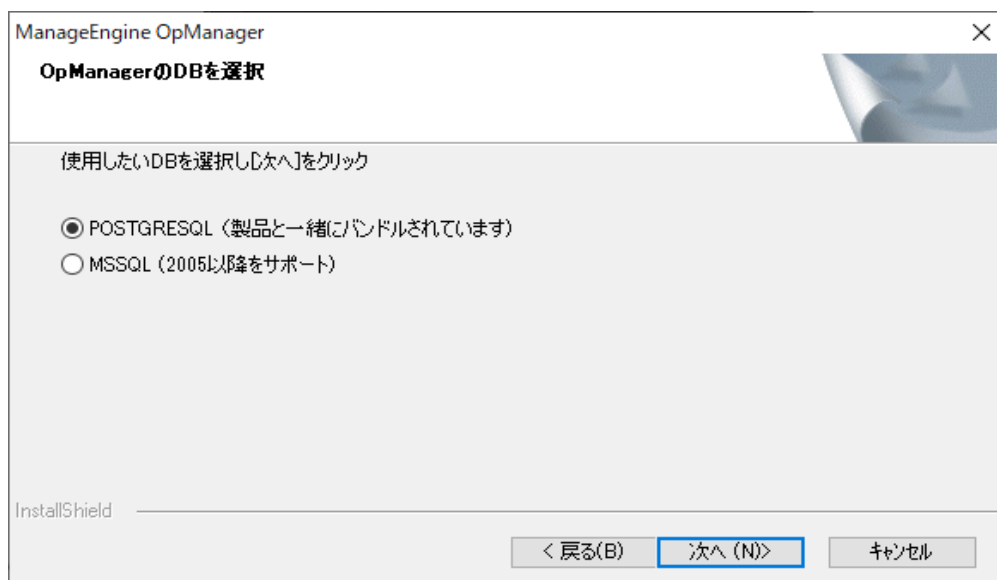 ManageEngine OpManager
OpManagerのDBを選択
使用したいDBを選択し[次へ]をクリック
POSTGRESQL（製品と一緒にバンドルされています）
MSSQL（2005以降をサポート）
InstallShield
< 戻る(B)
次へ (N)>
キャンセル